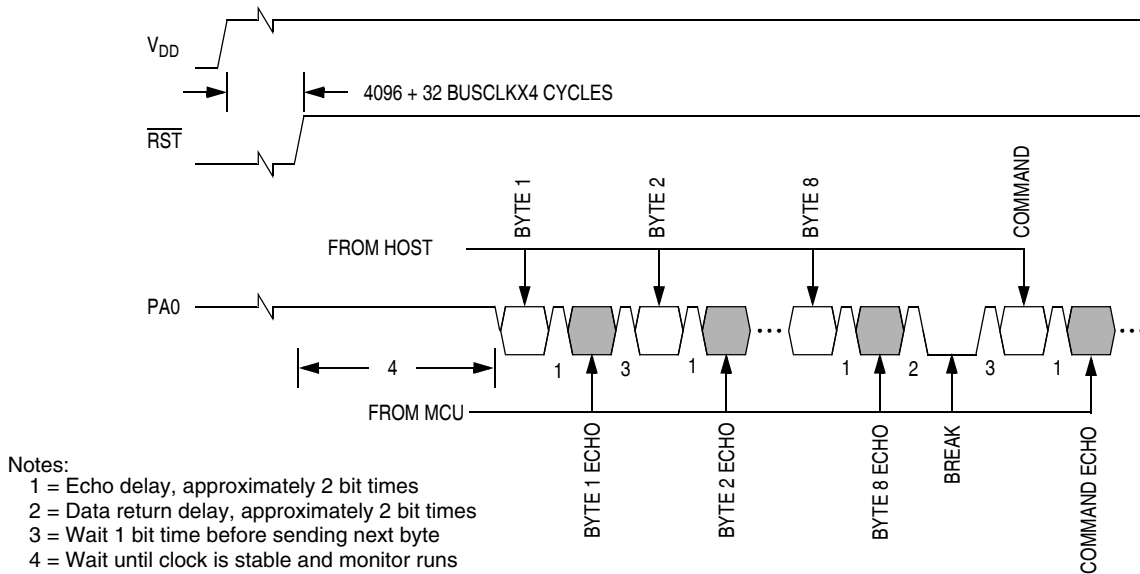 VDD
4096 + 32 BUSCLKX4 CYCLES
RST
FROM HOST
BYTE 1
BYTE 2
BYTE 8
COMMAND
PA0
4
1
3
1
1
2
3
1
FROM MCU
BYTE 1 ECHO
BYTE 2 ECHO
BYTE 8 ECHO
BREAK
COMMAND ECHO
Notes:
1 = Echo delay, approximately 2 bit times
2 = Data return delay, approximately 2 bit times
3 = Wait 1 bit time before sending next byte
4 = Wait until clock is stable and monitor runs